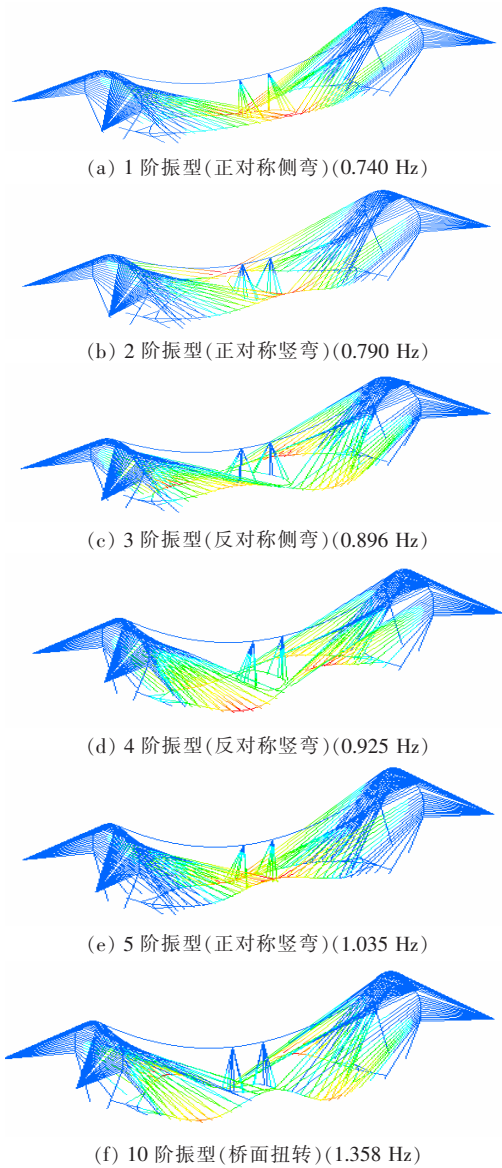 (a) 1 阶振型(正对称侧弯)(0.740 Hz)
(b) 2 阶振型(正对称竖弯)(0.790 Hz)
(c) 3 阶振型(反对称侧弯)(0.896 Hz)
(d) 4 阶振型(反对称竖弯)(0.925 Hz)
(e) 5 阶振型(正对称竖弯)(1.035 Hz)
(f) 10 阶振型(桥面扭转)(1.358 Hz)